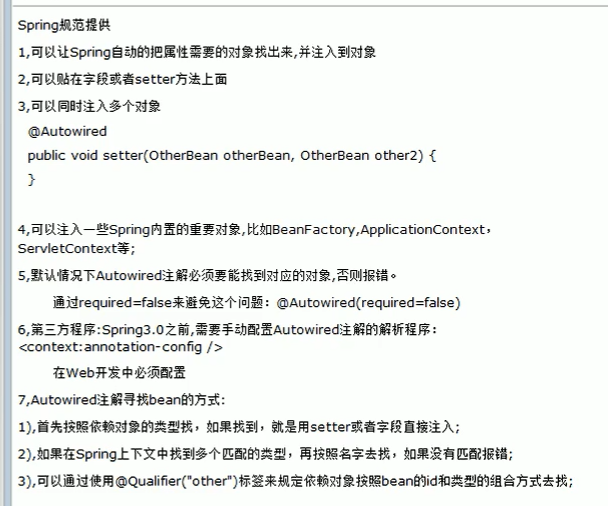 Spring规范提供
1,可以让Spring自动的把属性需要的对象找出来,并注入到对象
2,可以贴在字段或者setter方法上面
3,可以同时注入多个对象
@Autowired
public void setter(OtherBean otherBean, OtherBean other2) {
}
4,可以注入一些Spring内置的重要对象,比如BeanFactory,ApplicationContext，
ServletContext等;
5,默认情况下Autowired注解必须要能找到对应的对象,否则报错。
通过required=false来避免这个问题：@Autowired(required=false)
6,第三方程序:Spring3.0之前,需要手动配置Autowired注解的解析程序：
<context:annotation-config />
在Web开发中必须配置
7,Autowired注解寻找bean的方式:
1),首先按照依赖对象的类型找，如果找到，就是用setter或者字段直接注入;
2),如果在Spring上下文中找到多个匹配的类型，再按照名字去找，如果没有匹配报错;
3),可以通过使用@Qualifier("other")标签来规定依赖对象按照bean的id和类型的组合方式去找;